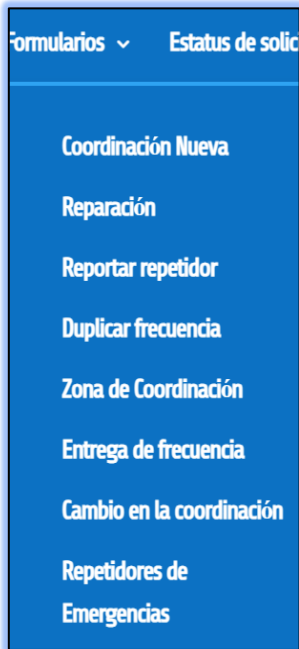 Formularios Estatus de solici
Coordinación Nueva
Reparación
Reportar repetidor
Duplicar frecuencia
Zona de Coordinación
Entrega de frecuencia
Cambio en la coordinación
Repetidores de
Emergencias